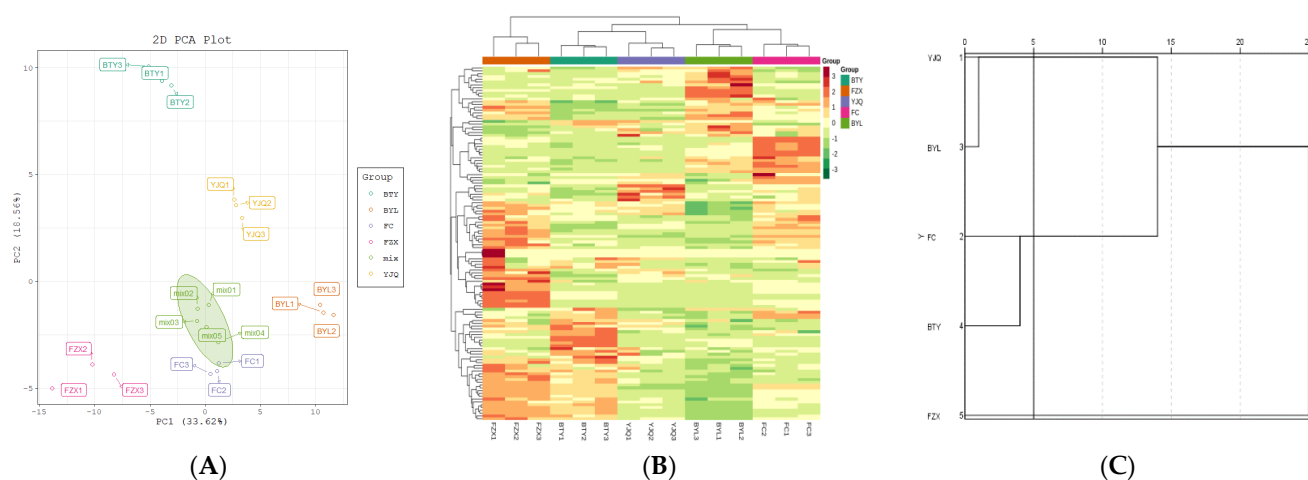 2D PCA Plot
PC2 (18.56%)
10
5
0
−5
−15
−10
−5
0
5
10
PC1 (33.62%)
BTY3
BTY1
BTY2
YJQ1
YJQ2
YJQ3
mix02
mix01
mix03
mix05
mix04
BYL3
BYL1
BYL2
FZX2
FZX1
FZX3
FC3
FC1
FC2
Group
BTY
BYL
FC
FZX
mix
YJQ
(A)
Group
3
2
1
0
-1
-2
-3
Group
BTY
FZX
YJQ
FC
BYL
FZX1
FZX2
FZX3
BTY1
BTY2
BTY3
YJQ1
YJQ2
YJQ3
BYL3
BYL1
BYL2
FC2
FC1
FC3
(B)
0 5 10 15 20 25
YJQ 1
BYL 3
Y
FC 2
BTY 4
FZX 5
(C)